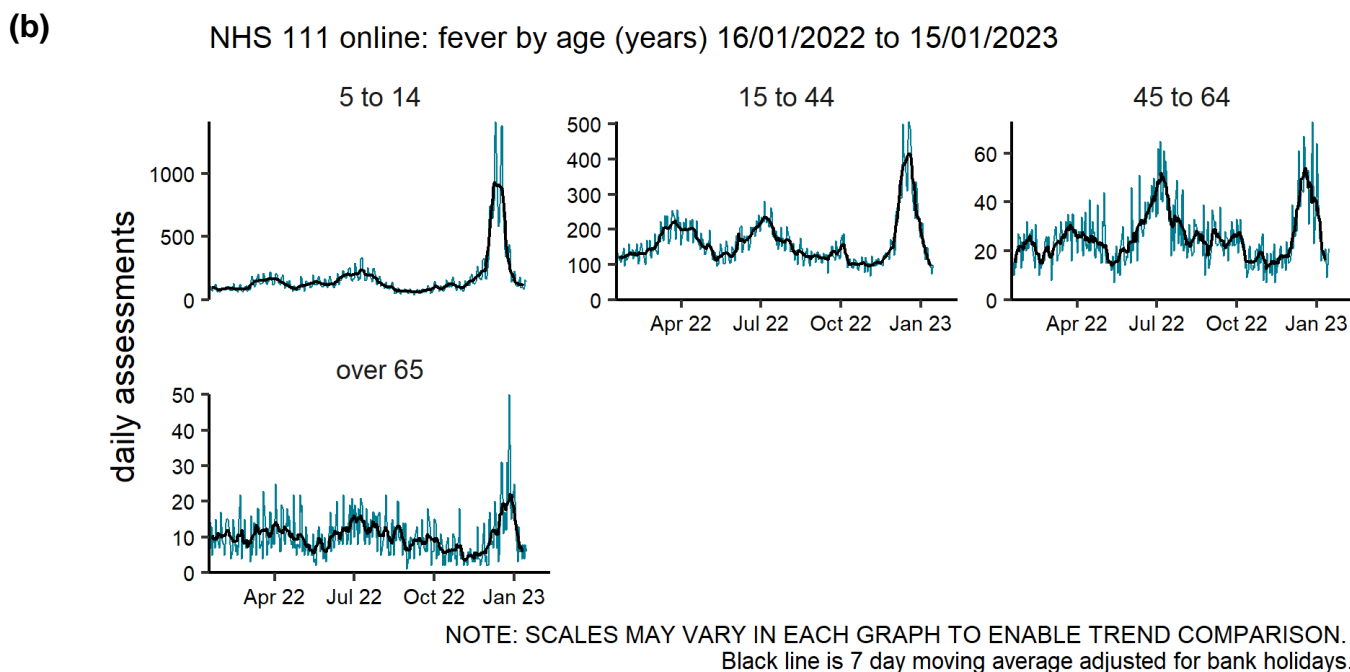 (b)
NHS 111 online: fever by age (years) 16/01/2022 to 15/01/2023
daily assessments
5 to 14
1000
500
0
15 to 44
500
400
300
200
100
0
Apr 22 Jul 22 Oct 22 Jan 23
45 to 64
60
40
20
0
Apr 22 Jul 22 Oct 22 Jan 23
over 65
50
40
30
20
10
0
Apr 22 Jul 22 Oct 22 Jan 23
NOTE: SCALES MAY VARY IN EACH GRAPH TO ENABLE TREND COMPARISON.
Black line is 7 day moving average adjusted for bank holidays.